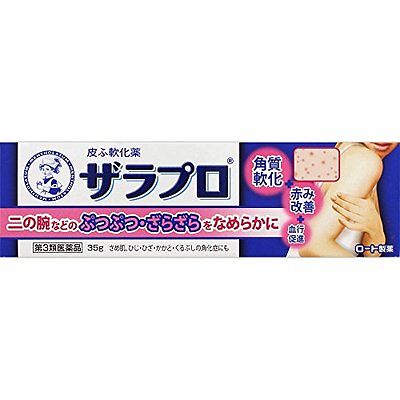 皮ふ軟化薬
ザラプロ®
二の腕などのぷつぷつ・ざらざらをなめらかに
第3類医薬品 35g さめ肌、ひじ・ひざ・かかと・くるぶしの角化症にも
角質
軟化
+
赤み
改善
+
血行
促進
ロート製薬